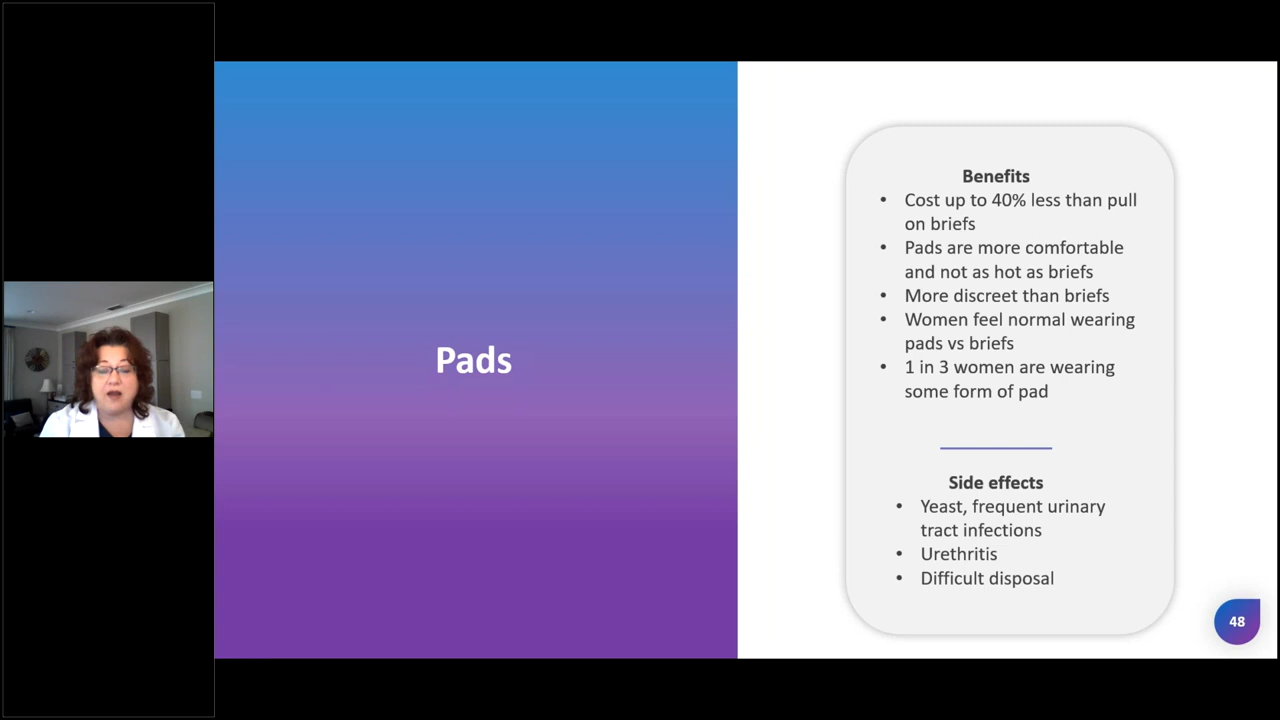 Pads
Benefits
• Cost up to 40% less than pull
on briefs
• Pads are more comfortable
and not as hot as briefs
• More discreet than briefs
• Women feel normal wearing
pads vs briefs
• 1 in 3 women are wearing
some form of pad
Side effects
• Yeast, frequent urinary
tract infections
• Urethritis
• Difficult disposal
48